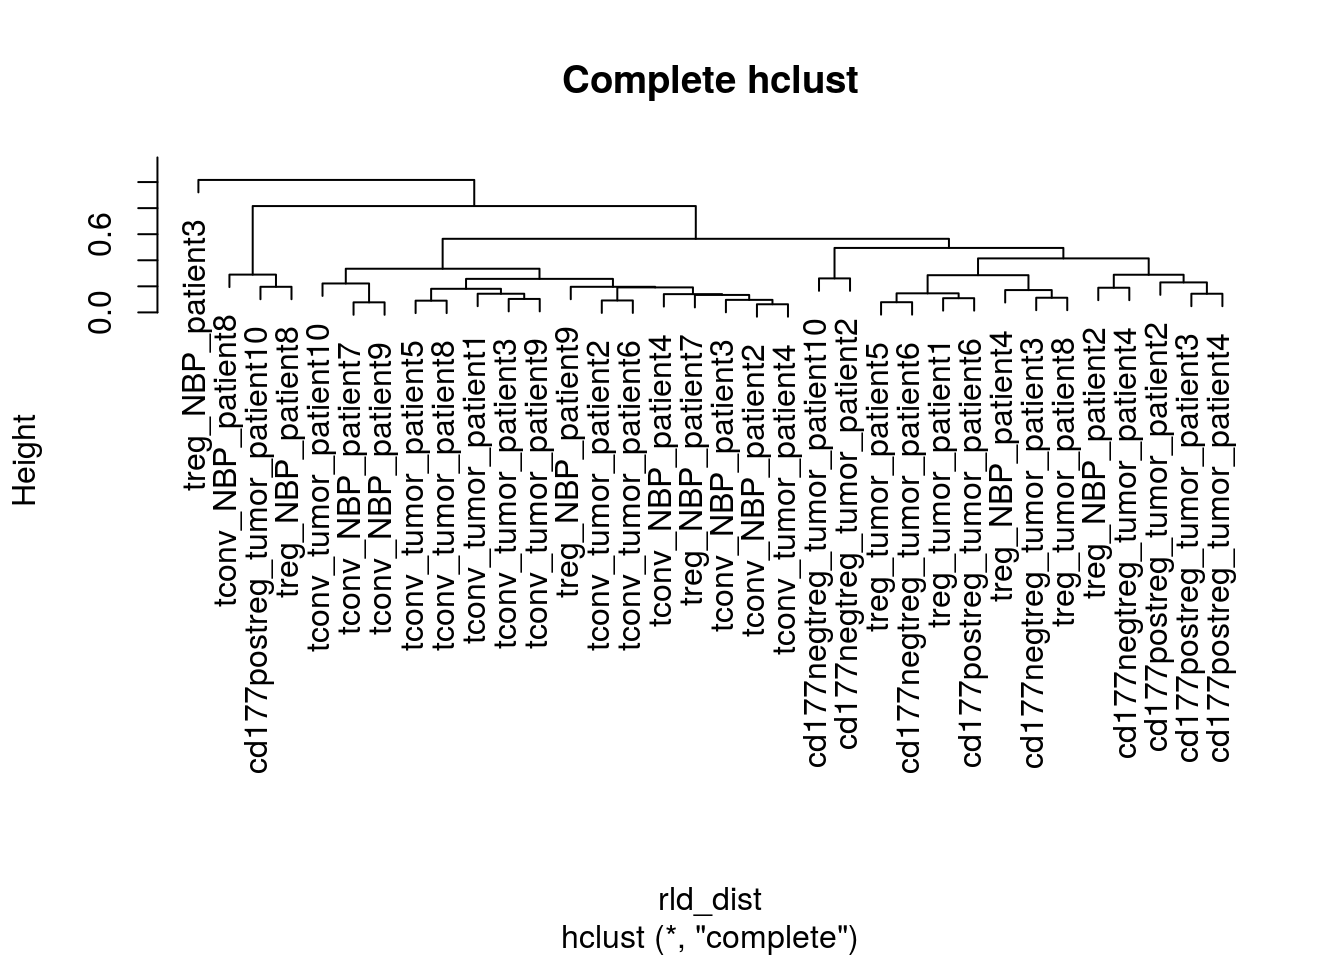 Complete hclust
Height
0.0
0.6
treg_NBP_patient3
tconv_NBP_patient8
cd177postreg_tumor_patient10
treg_NBP_patient8
tconv_tumor_patient10
tconv_NBP_patient7
tconv_NBP_patient9
tconv_tumor_patient5
tconv_tumor_patient8
tconv_tumor_patient1
tconv_tumor_patient3
tconv_tumor_patient9
treg_NBP_patient9
tconv_tumor_patient2
tconv_tumor_patient6
tconv_NBP_patient4
treg_NBP_patient7
tconv_NBP_patient3
tconv_NBP_patient2
tconv_tumor_patient4
cd177negtreg_tumor_patient10
cd177negtreg_tumor_patient2
treg_tumor_patient5
cd177negtreg_tumor_patient6
treg_tumor_patient1
cd177postreg_tumor_patient6
treg_NBP_patient4
cd177negtreg_tumor_patient3
treg_tumor_patient8
treg_NBP_patient2
cd177negtreg_tumor_patient4
cd177postreg_tumor_patient2
cd177postreg_tumor_patient3
cd177postreg_tumor_patient4
rld_dist
hclust (*, "complete")